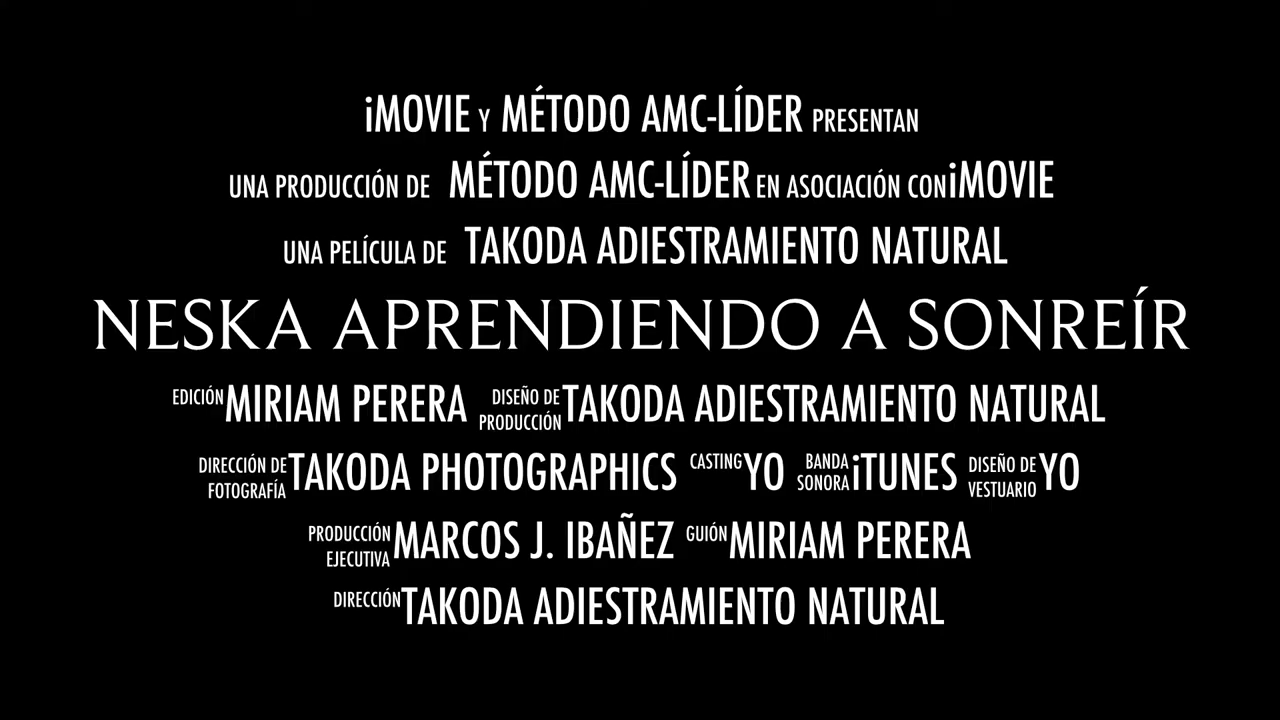 iMOVIE Y MÉTODO AMC-LÍDER PRESENTAN
UNA PRODUCCIÓN DE MÉTODO AMC-LÍDER EN ASOCIACIÓN CON iMOVIE
UNA PELÍCULA DE TAKODA ADIESTRAMIENTO NATURAL
NESKA APRENDIENDO A SONREÍR
EDICIÓN MIRIAM PERERA DISEÑO DE PRODUCCIÓN TAKODA ADIESTRAMIENTO NATURAL
DIRECCIÓN DE FOTOGRAFÍA TAKODA PHOTOGRAPHICS CASTING YO BANDA SONORA iTUNES DISEÑO DE VESTUARIO YO
PRODUCCIÓN EJECUTIVA MARCOS J. IBAÑEZ GUIÓN MIRIAM PERERA
DIRECCIÓN TAKODA ADIESTRAMIENTO NATURAL